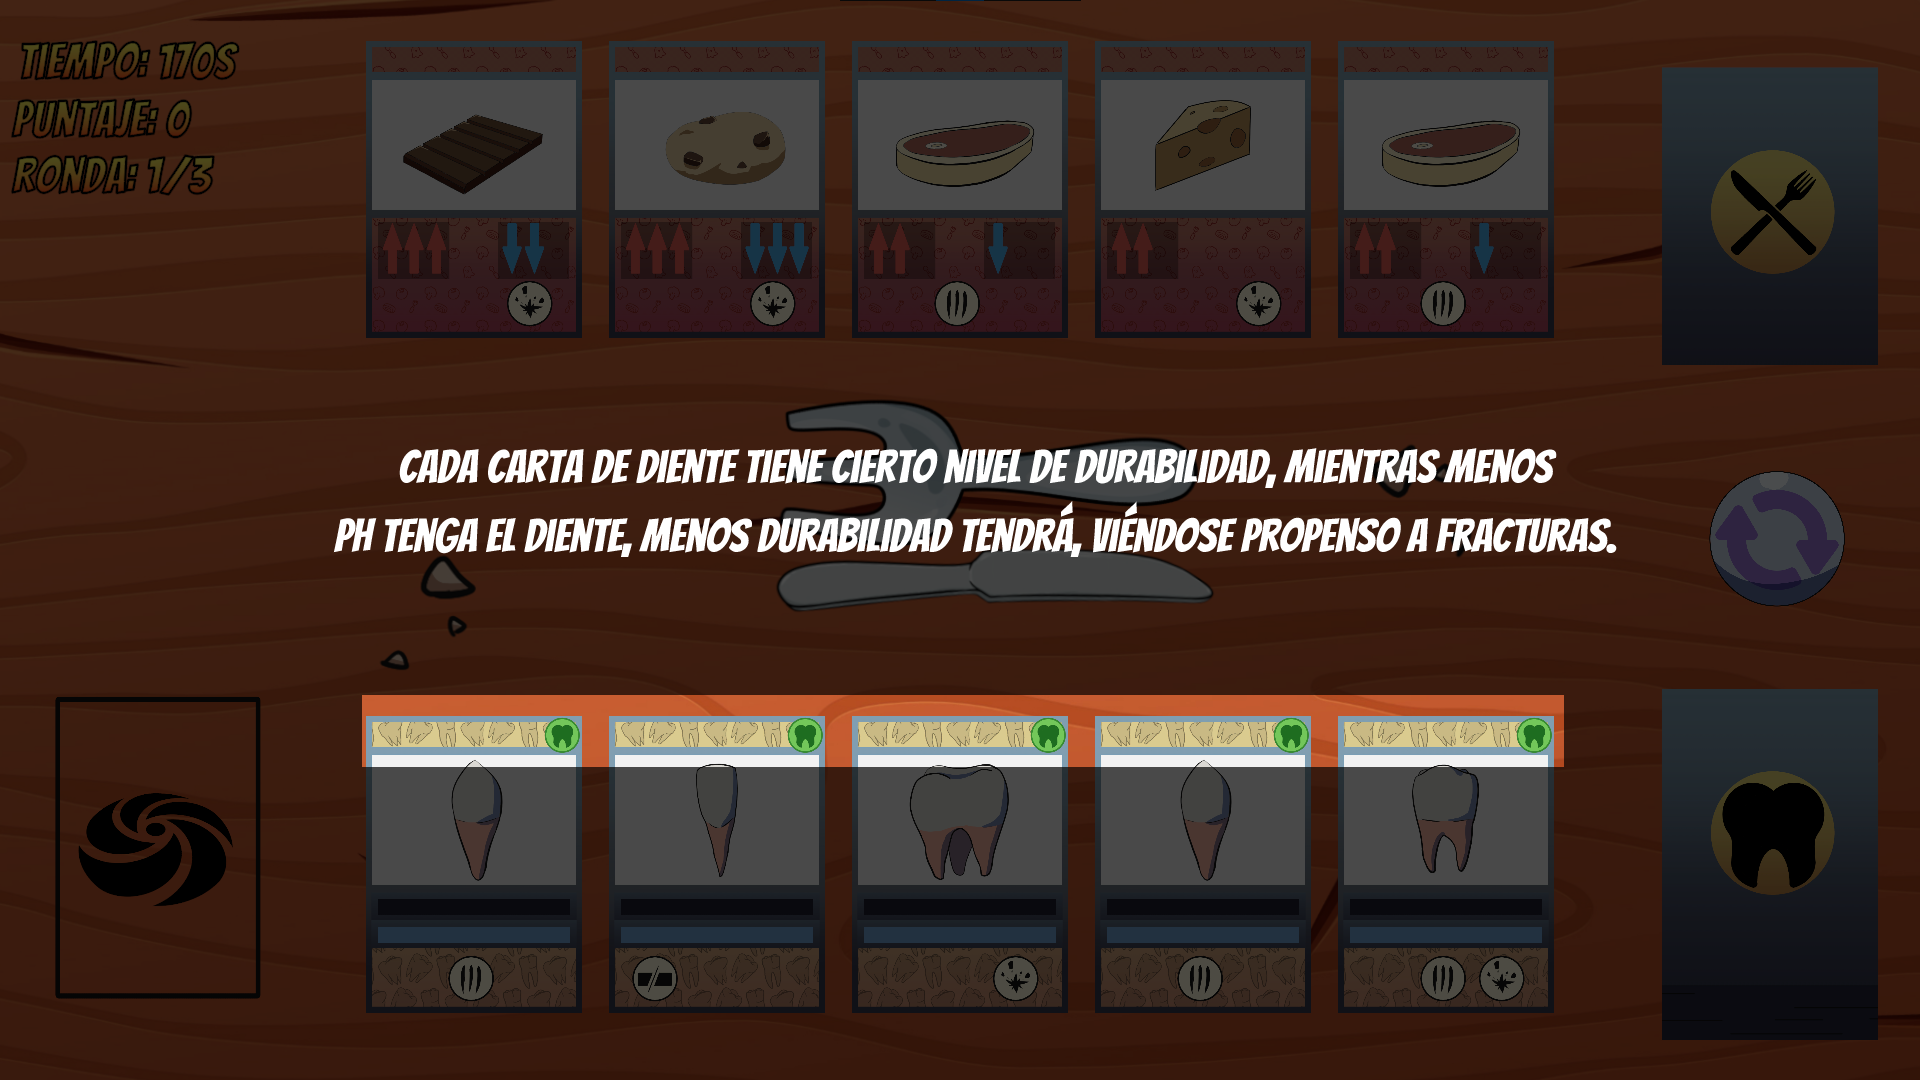 TIEMPO: 170S
PUNTAJE: 0
RONDA: 1/3
CADA CARTA DE DIENTE TIENE CIERTO NIVEL DE DURABILIDAD, MIENTRAS MENOS
PH TENGA EL DIENTE, MENOS DURABILIDAD TENDRÁ, VIÉNDOSE PROPENSO A FRACTURAS.